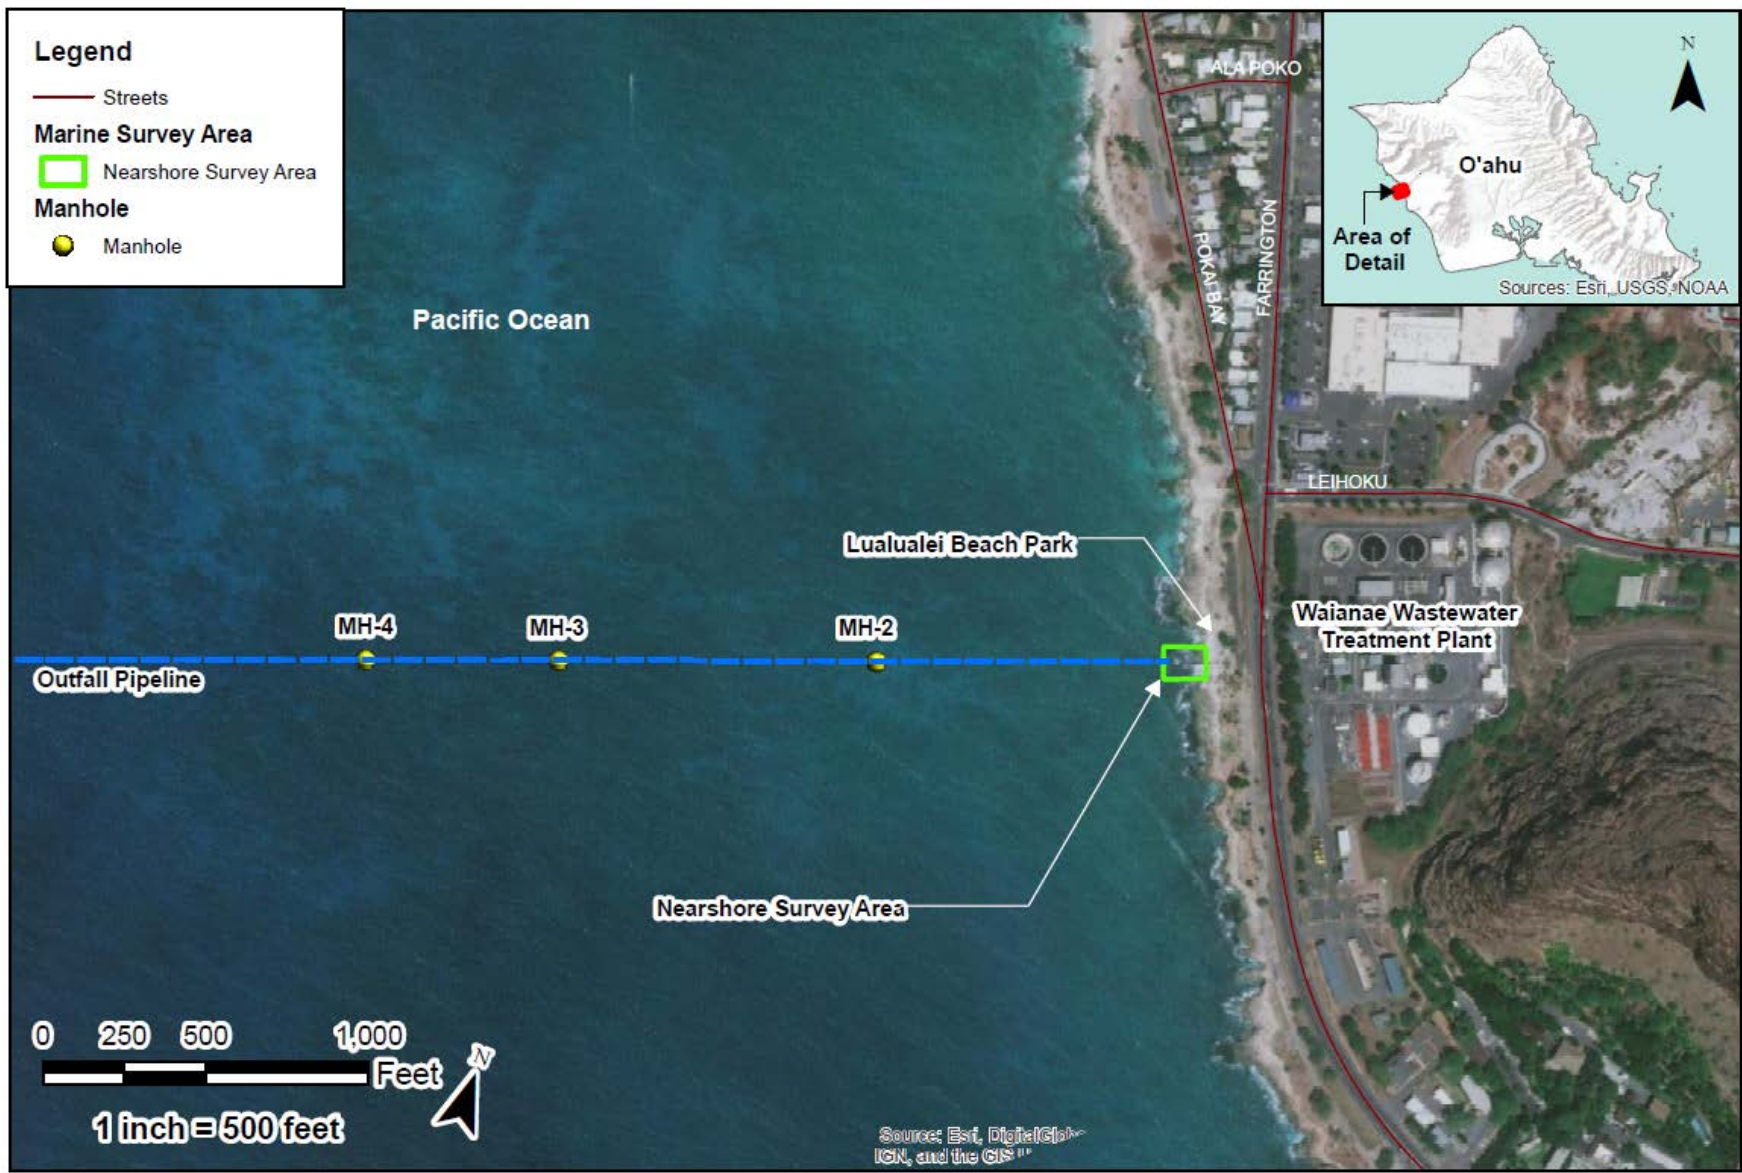 Legend
Streets
Marine Survey Area
Nearshore Survey Area
Manhole
Manhole
Pacific Ocean
ALA POKO
POKAI BAY
FARRINGTON
LEIHOKU
N
O'ahu
Area of
Detail
Sources: Esri, USGS, NOAA
Lualualei Beach Park
Waianae Wastewater
Treatment Plant
MH-4
MH-3
MH-2
Outfall Pipeline
Nearshore Survey Area
0 250 500 1,000
Feet
N
1 inch = 500 feet
Source: Esri,
IGN, and the GIS